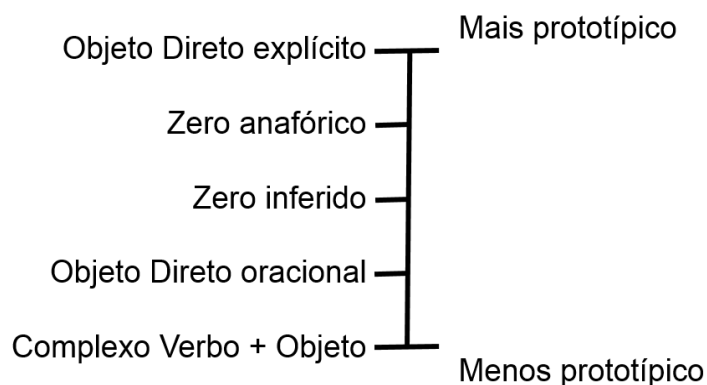 Mais prototípico
Objeto Direto explícito
Zero anafórico
Zero inferido
Objeto Direto oracional
Complexo Verbo + Objeto
Menos prototípico